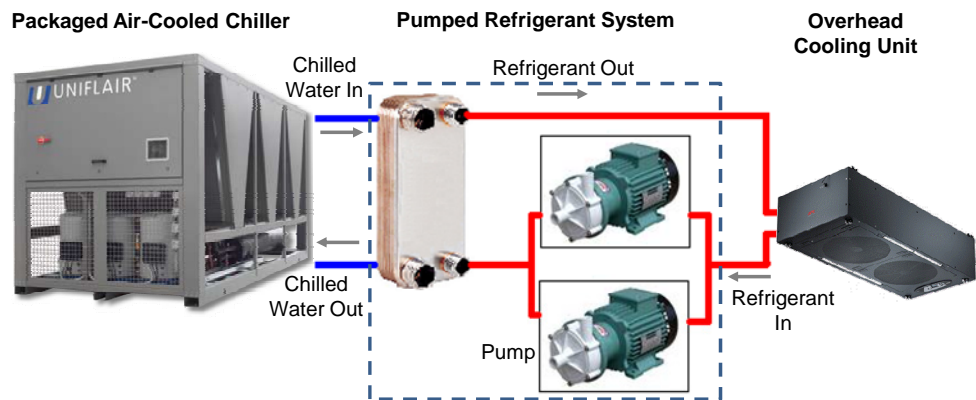 Packaged Air-Cooled Chiller
Pumped Refrigerant System
Overhead
Cooling Unit
Chilled
Water In
Refrigerant Out
UNIFLAIR™
Chilled
Water Out
Pump
Refrigerant
In